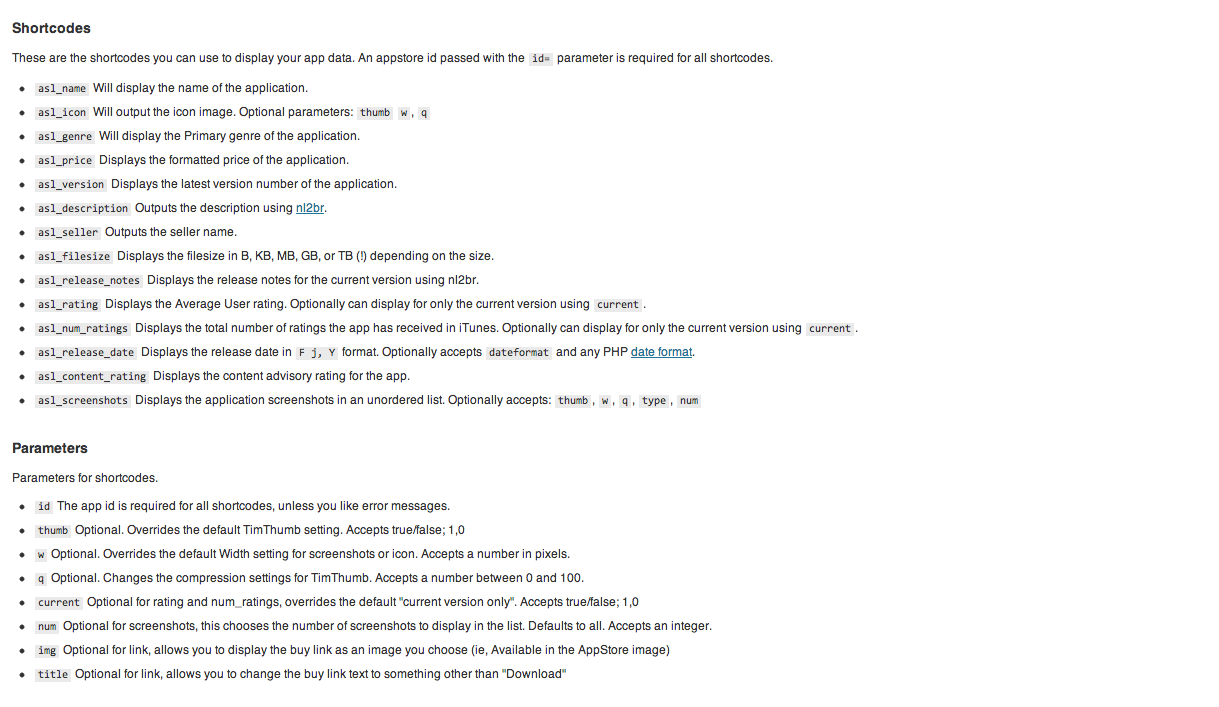 Shortcodes
These are the shortcodes you can use to display your app data. An appstore id passed with the id= parameter is required for all shortcodes.
asl_name Will display the name of the application.
asl_icon Will output the icon image. Optional parameters: thumb w, q
asl_genre Will display the Primary genre of the application.
asl_price Displays the formatted price of the application.
asl_version Displays the latest version number of the application.
asl_description Outputs the description using nl2br.
asl_seller Outputs the seller name.
asl_filesize Displays the filesize in B, KB, MB, GB, or TB (!) depending on the size.
asl_release_notes Displays the release notes for the current version using nl2br.
asl_rating Displays the Average User rating. Optionally can display for only the current version using current.
asl_num_ratings Displays the total number of ratings the app has received in iTunes. Optionally can display for only the current version using current.
asl_release_date Displays the release date in F j, Y format. Optionally accepts dateformat and any PHP date format.
asl_content_rating Displays the content advisory rating for the app.
asl_screenshots Displays the application screenshots in an unordered list. Optionally accepts: thumb, w, q, type, num
Parameters
Parameters for shortcodes.
id The app id is required for all shortcodes, unless you like error messages.
thumb Optional. Overrides the default TimThumb setting. Accepts true/false; 1,0
w Optional. Overrides the default Width setting for screenshots or icon. Accepts a number in pixels.
q Optional. Changes the compression settings for TimThumb. Accepts a number between 0 and 100.
current Optional for rating and num_ratings, overrides the default "current version only". Accepts true/false; 1,0
num Optional for screenshots, this chooses the number of screenshots to display in the list. Defaults to all. Accepts an integer.
img Optional for link, allows you to display the buy link as an image you choose (ie, Available in the AppStore image)
title Optional for link, allows you to change the buy link text to something other than "Download"